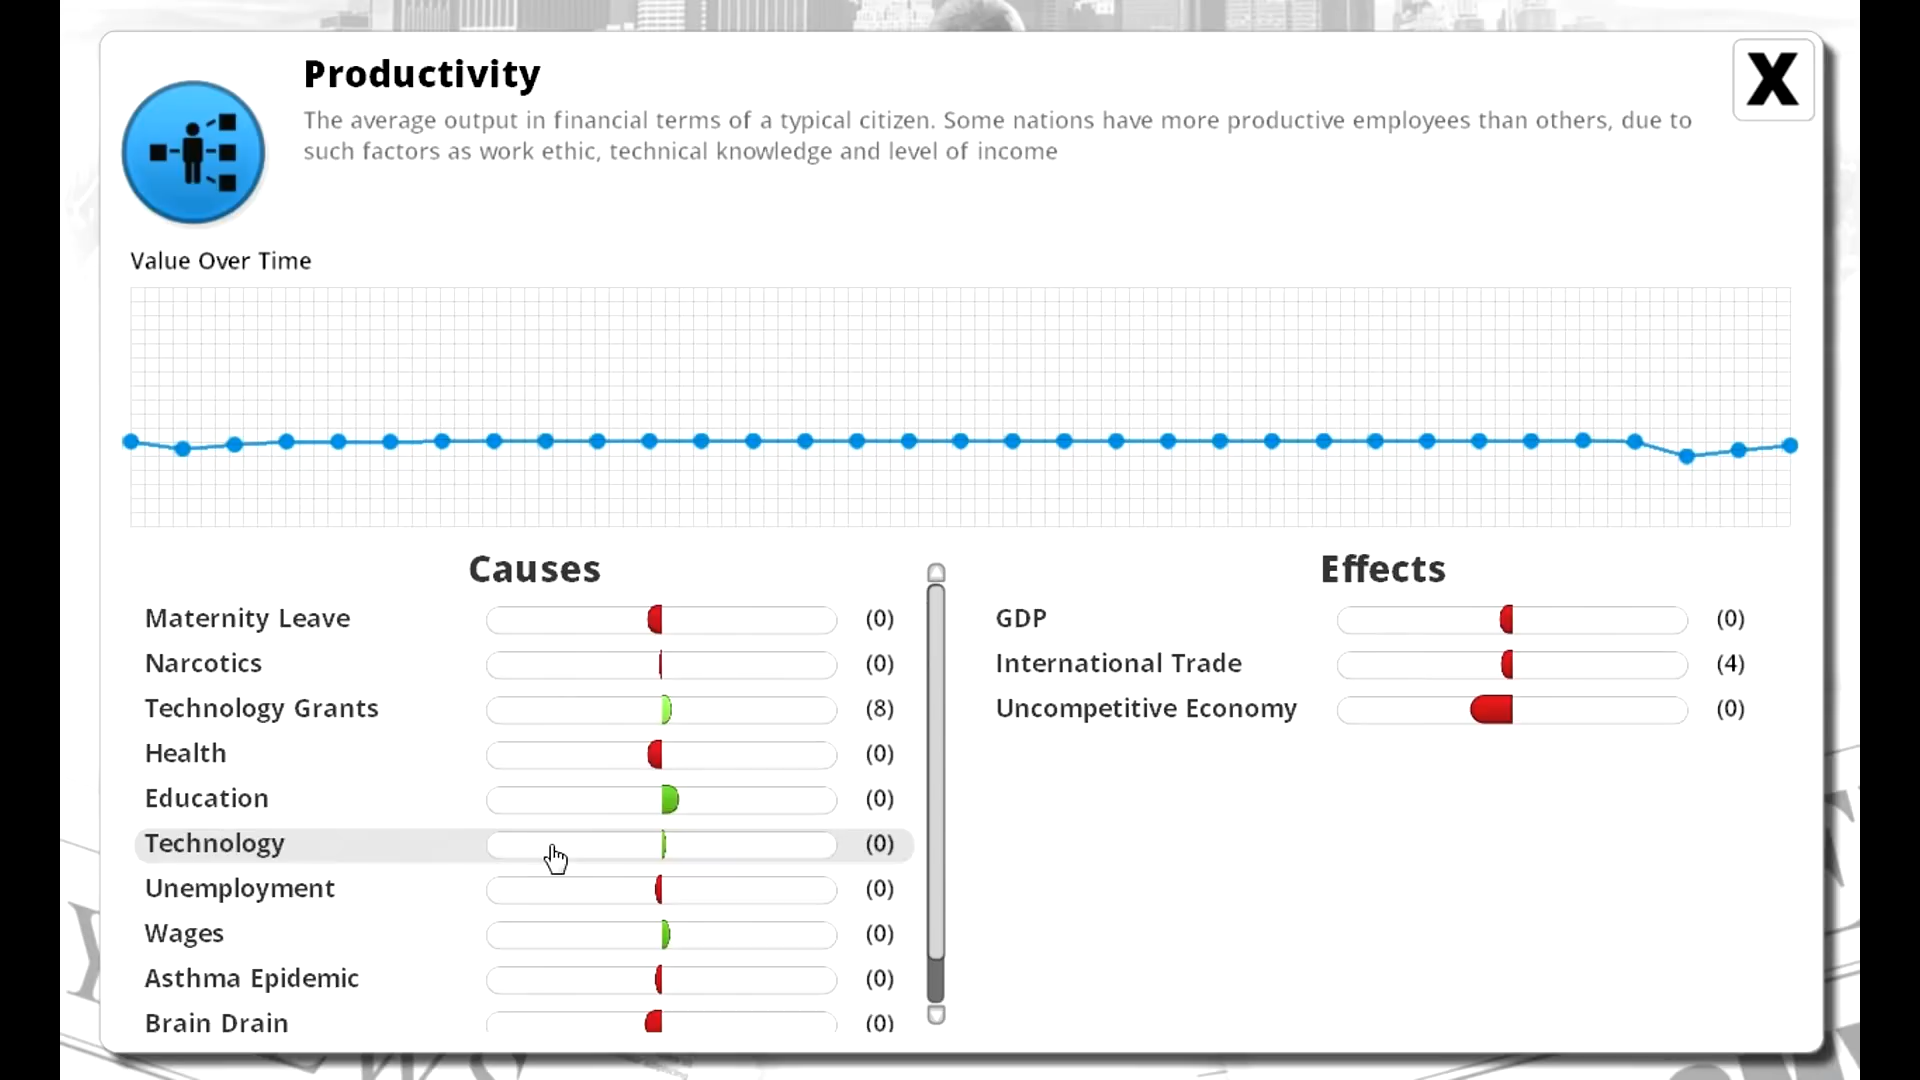 Productivity
X
The average output in financial terms of a typical citizen. Some nations have more productive employees than others, due to
such factors as work ethic, technical knowledge and level of income
Value Over Time
Causes
Maternity Leave (0)
Narcotics (0)
Technology Grants (8)
Health (0)
Education (0)
Technology (0)
Unemployment (0)
Wages (0)
Asthma Epidemic (0)
Brain Drain (0)
Effects
GDP (0)
International Trade (4)
Uncompetitive Economy (0)